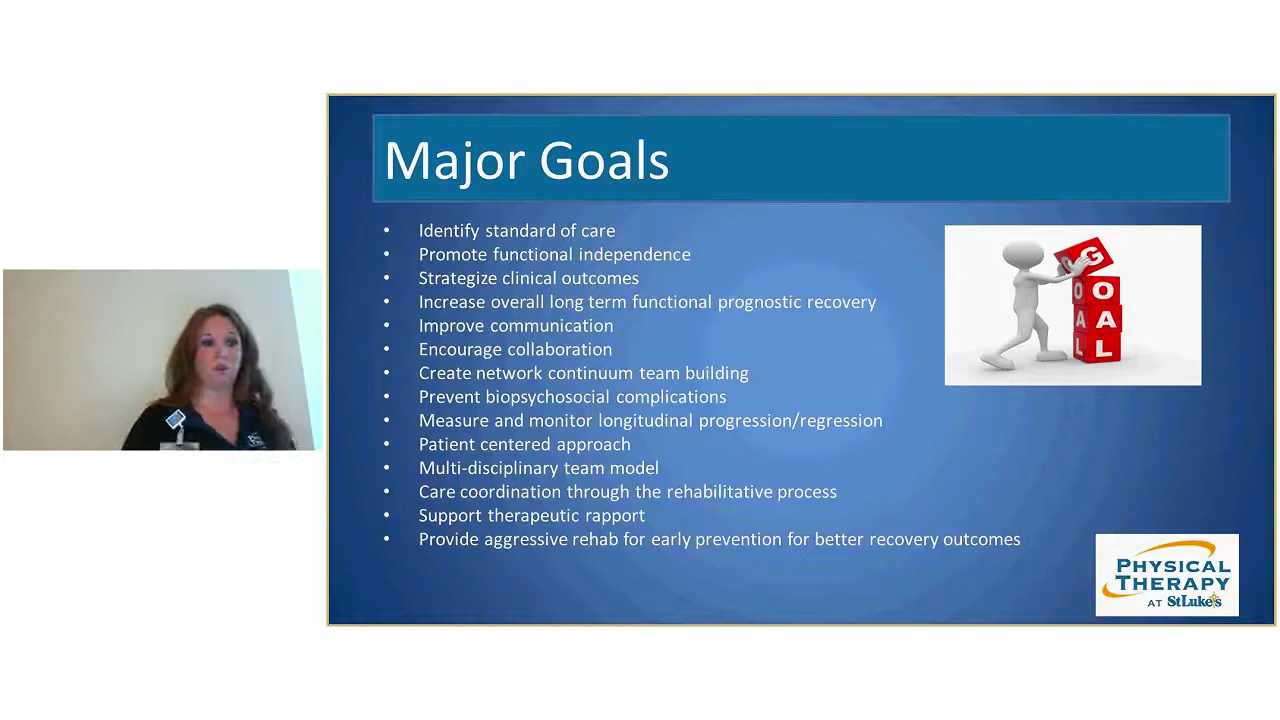 Major Goals
• Identify standard of care
• Promote functional independence
• Strategize clinical outcomes
• Increase overall long term functional prognostic recovery
• Improve communication
• Encourage collaboration
• Create network continuum team building
• Prevent biopsychosocial complications
• Measure and monitor longitudinal progression/regression
• Patient centered approach
• Multi-disciplinary team model
• Care coordination through the rehabilitative process
• Support therapeutic rapport
• Provide aggressive rehab for early prevention for better recovery outcomes
G
O O
A A
L L
PHYSICAL
THERAPY
AT StLuke's